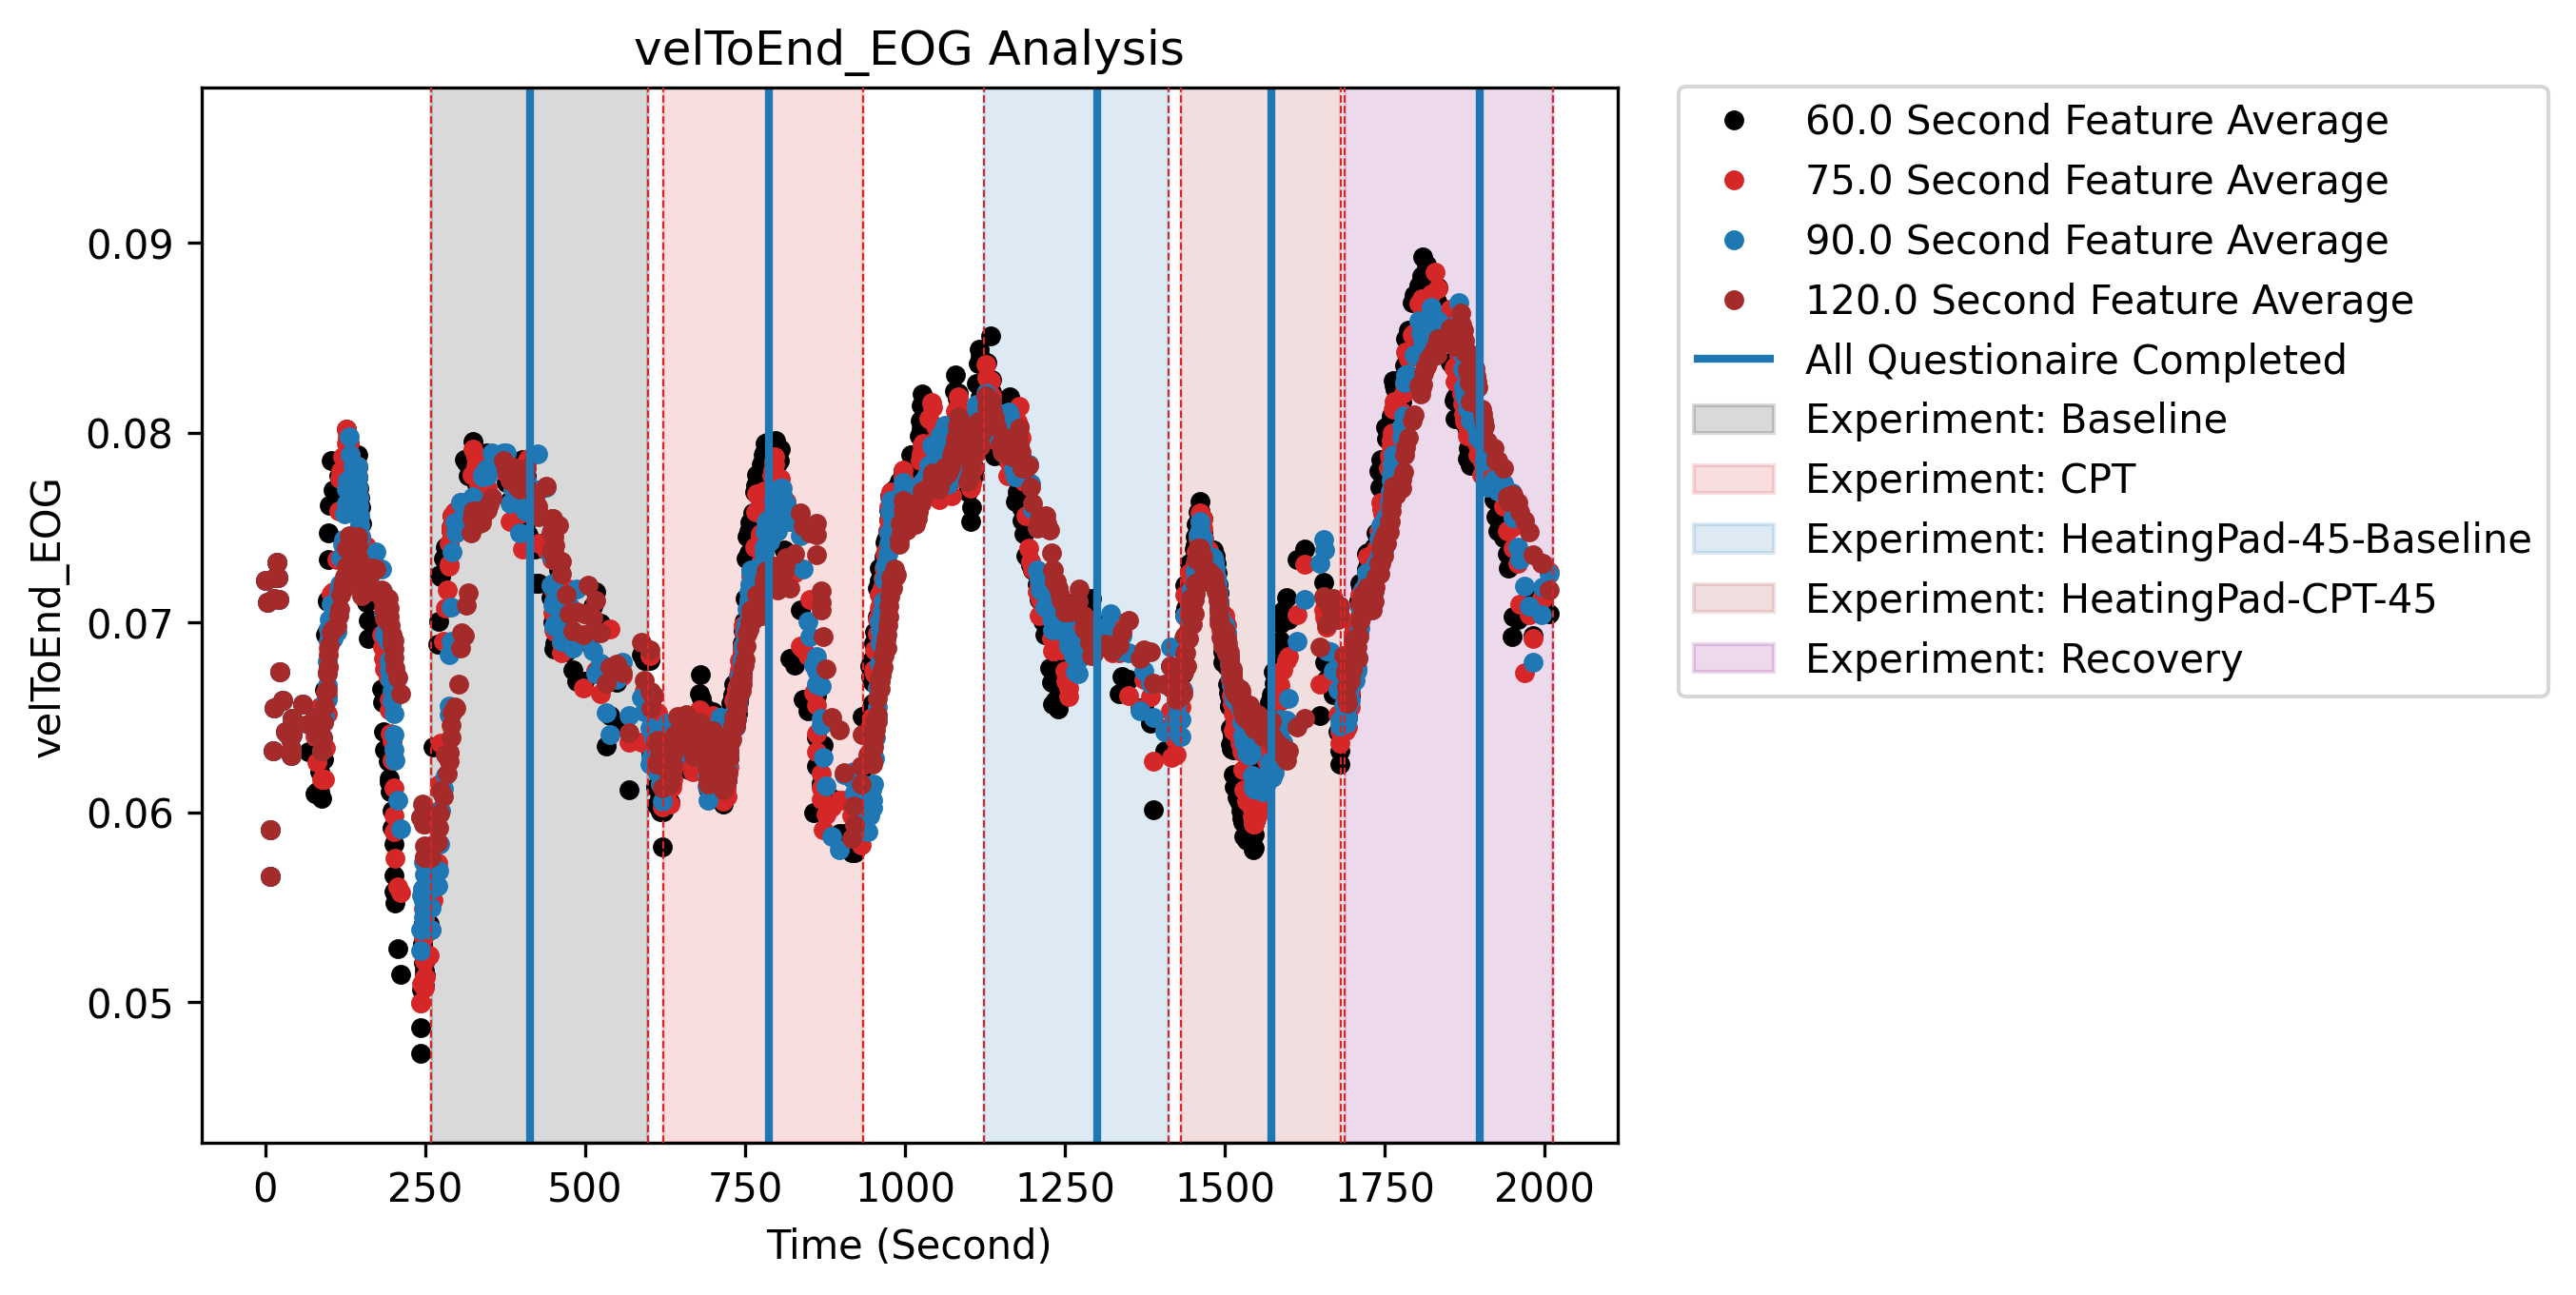 velToEnd_EOG Analysis
velToEnd_EOG
0.09
0.08
0.07
0.06
0.05
0
250
500
750
1000
1250
1500
1750
2000
Time (Second)
60.0 Second Feature Average
75.0 Second Feature Average
90.0 Second Feature Average
120.0 Second Feature Average
All Questionaire Completed
Experiment: Baseline
Experiment: CPT
Experiment: HeatingPad-45-Baseline
Experiment: HeatingPad-CPT-45
Experiment: Recovery